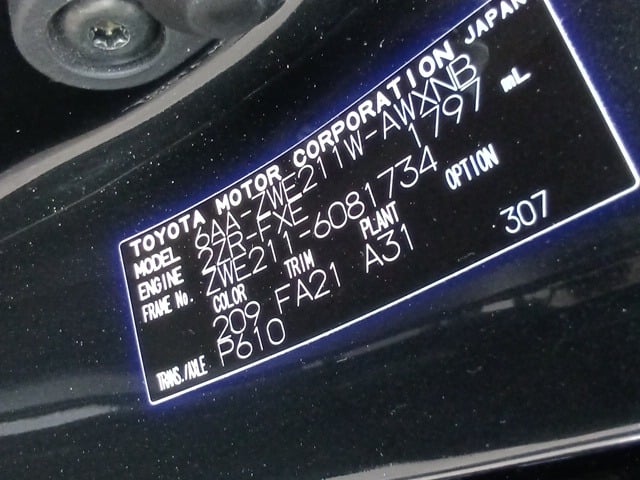 TOYOTA MOTOR CORPORATION JAPAN
MODEL 6AA-ZWE211W-AWXNB
ENGINE 2ZR-FXE 1797 mL
FRAME No. ZWE211-6081734
COLOR TRIM PLANT OPTION
209 FA21 A31 307
TRANS./AXLE P610